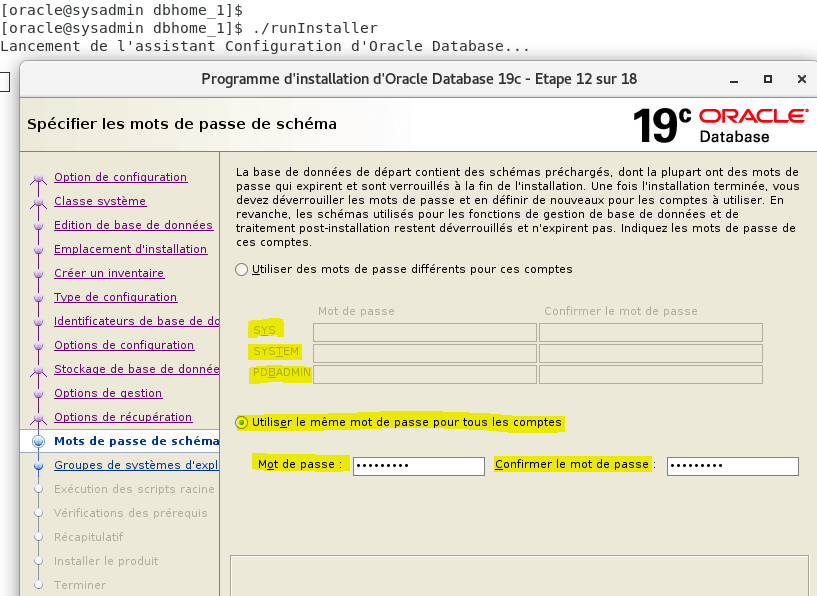 [oracle@sysadmin dbhome_1]$
[oracle@sysadmin dbhome_1]$ ./runInstaller
Lancement de l'assistant Configuration d'Oracle Database...
Programme d'installation d'Oracle Database 19c - Etape 12 sur 18
Spécifier les mots de passe de schéma
19c ORACLE
Database
Option de configuration
Classe système
Edition de base de données
Emplacement d'installation
Créer un inventaire
Type de configuration
Identificateurs de base de do
Options de configuration
Stockage de base de donnée
Options de gestion
Options de récupération
Mots de passe de schéma
Groupes de systèmes d'expl
Exécution des scripts racine
Vérifications des prérequis
Récapitulatif
Installer le produit
Terminer
La base de données de départ contient des schémas préchargés, dont la plupart ont des mots de
passe qui expirent et sont verrouillés à la fin de l'installation. Une fois l'installation terminée, vous
devez déverrouiller les mots de passe et en définir de nouveaux pour les comptes à utiliser. En
revanche, les schémas utilisés pour les fonctions de gestion de base de données et de
traitement post-installation restent déverrouillés et n'expirent pas. Indiquez les mots de passe de
ces comptes.
Utiliser des mots de passe différents pour ces comptes
Mot de passe Confirmer le mot de passe
SYS
SYSTEM
PDBADMIN
Utiliser le même mot de passe pour tous les comptes
Mot de passe : ••••••••• Confirmer le mot de passe : •••••••••